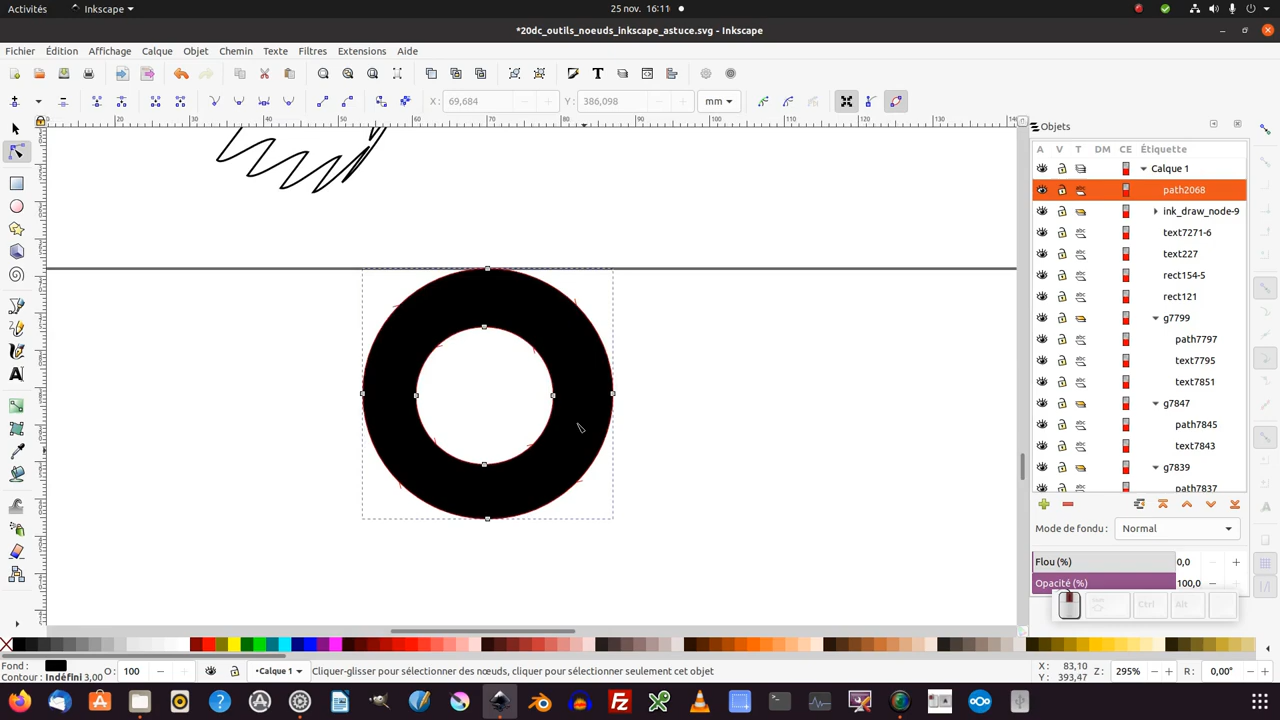 Activités
Inkscape
25 nov. 16:11
*20dc_outils_noeuds_inkscape_astuce.svg - Inkscape
Fichier Édition Affichage Calque Objet Chemin Texte Filtres Extensions Aide
X: 69,684
Y: 386,098
mm
Objets
A V T DM CE Étiquette
Calque 1
path2068
ink_draw_node-9
text7271-6
text227
rect154-5
rect121
g7799
path7797
text7795
text7851
g7847
path7845
text7843
g7839
path7837
Mode de fondu : Normal
Flou (%) 0,0
Opacité (%) 100,0
Ctrl Alt
Fond :
Contour : Indéfini 3,00
O: 100
•Calque 1
Cliquer-glisser pour sélectionner des nœuds, cliquer pour sélectionner seulement cet objet
X: 83,10
Y: 393,47
Z: 295%
R: 0,00°